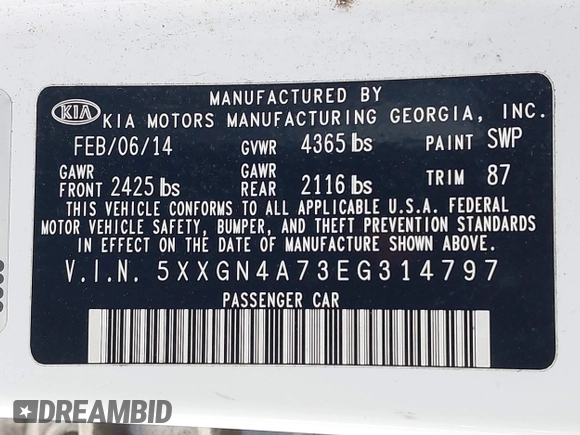 MANUFACTURED BY
KIA KIA MOTORS MANUFACTURING GEORGIA, INC.
FEB/06/14 GVWR 4365 lbs PAINT SWP
GAWR FRONT 2425 lbs GAWR REAR 2116 lbs TRIM 87
THIS VEHICLE CONFORMS TO ALL APPLICABLE U.S.A. FEDERAL
MOTOR VEHICLE SAFETY, BUMPER, AND THEFT PREVENTION STANDARDS
IN EFFECT ON THE DATE OF MANUFACTURE SHOWN ABOVE.
V.I.N. 5XXGN4A73EG314797
PASSENGER CAR
DREAMBID